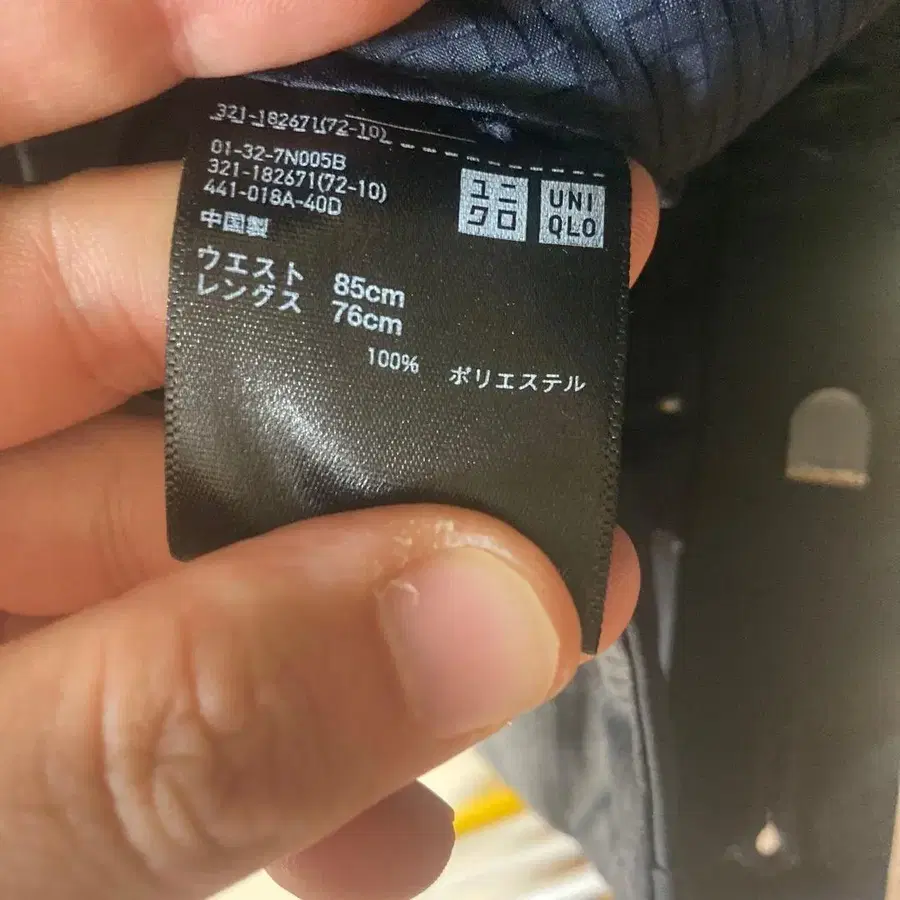 321-182671(72-10)
01-32-7N005B
321-182671(72-10)
441-018A-40D
中国製
ユニ
クロ
UNI
QLO
ウエスト 85cm
レングス 76cm
100% ポリエステル